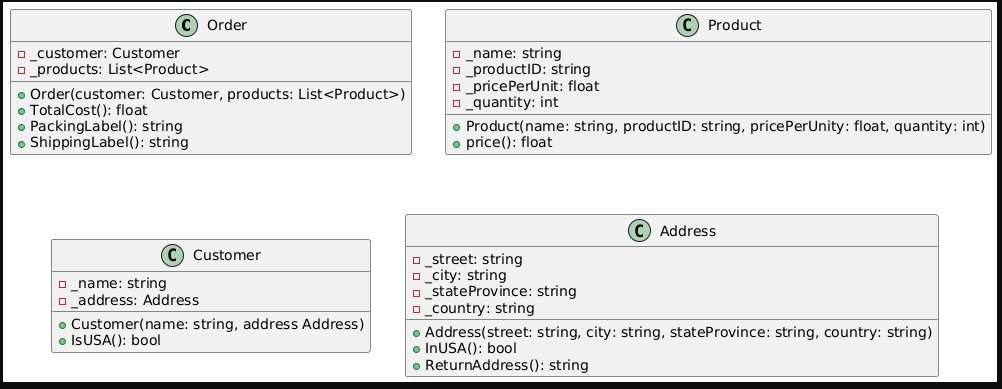 C Order
_customer: Customer
_products: List<Product>
Order(customer: Customer, products: List<Product>)
TotalCost(): float
PackingLabel(): string
ShippingLabel(): string
C Product
_name: string
_productID: string
_pricePerUnit: float
_quantity: int
Product(name: string, productID: string, pricePerUnity: float, quantity: int)
price(): float
C Customer
_name: string
_address: Address
Customer(name: string, address Address)
IsUSA(): bool
C Address
_street: string
_city: string
_stateProvince: string
_country: string
Address(street: string, city: string, stateProvince: string, country: string)
InUSA(): bool
ReturnAddress(): string